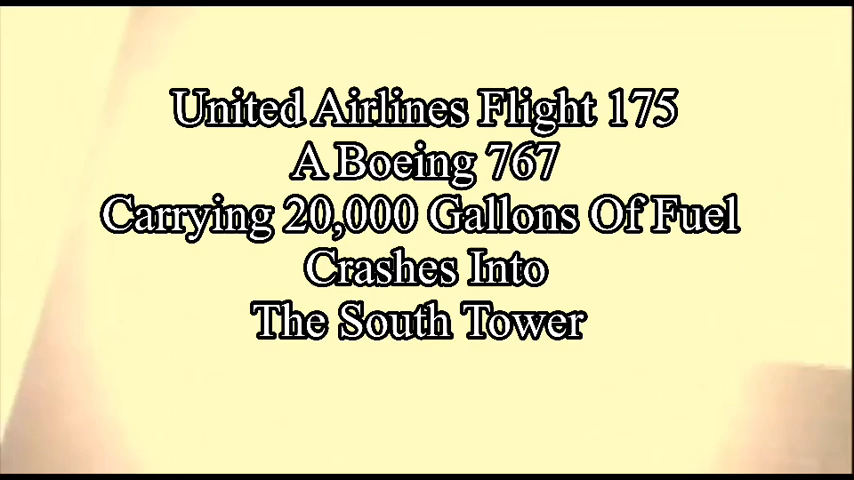 United Airlines Flight 175
A Boeing 767
Carrying 20,000 Gallons Of Fuel
Crashes Into
The South Tower